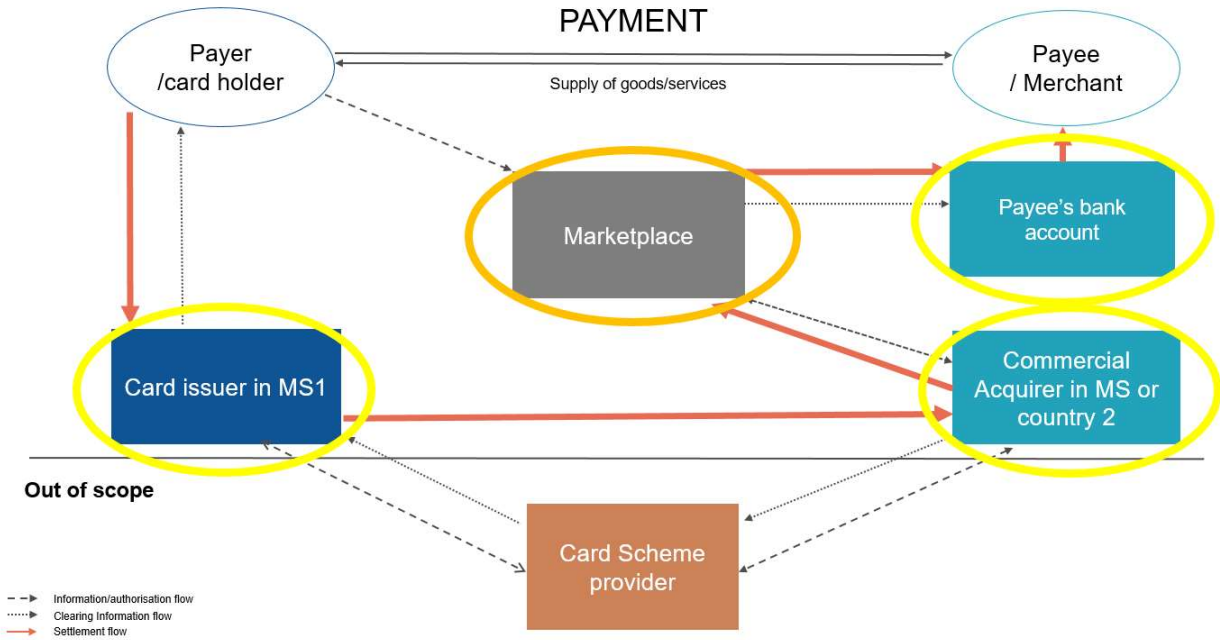 PAYMENT
Payer
/card holder
Payee
/ Merchant
Supply of goods/services
Marketplace
Payee's bank
account
Card issuer in MS1
Commercial
Acquirer in MS or
country 2
Out of scope
Card Scheme
provider
Information/authorisation flow
Clearing Information flow
Settlement flow